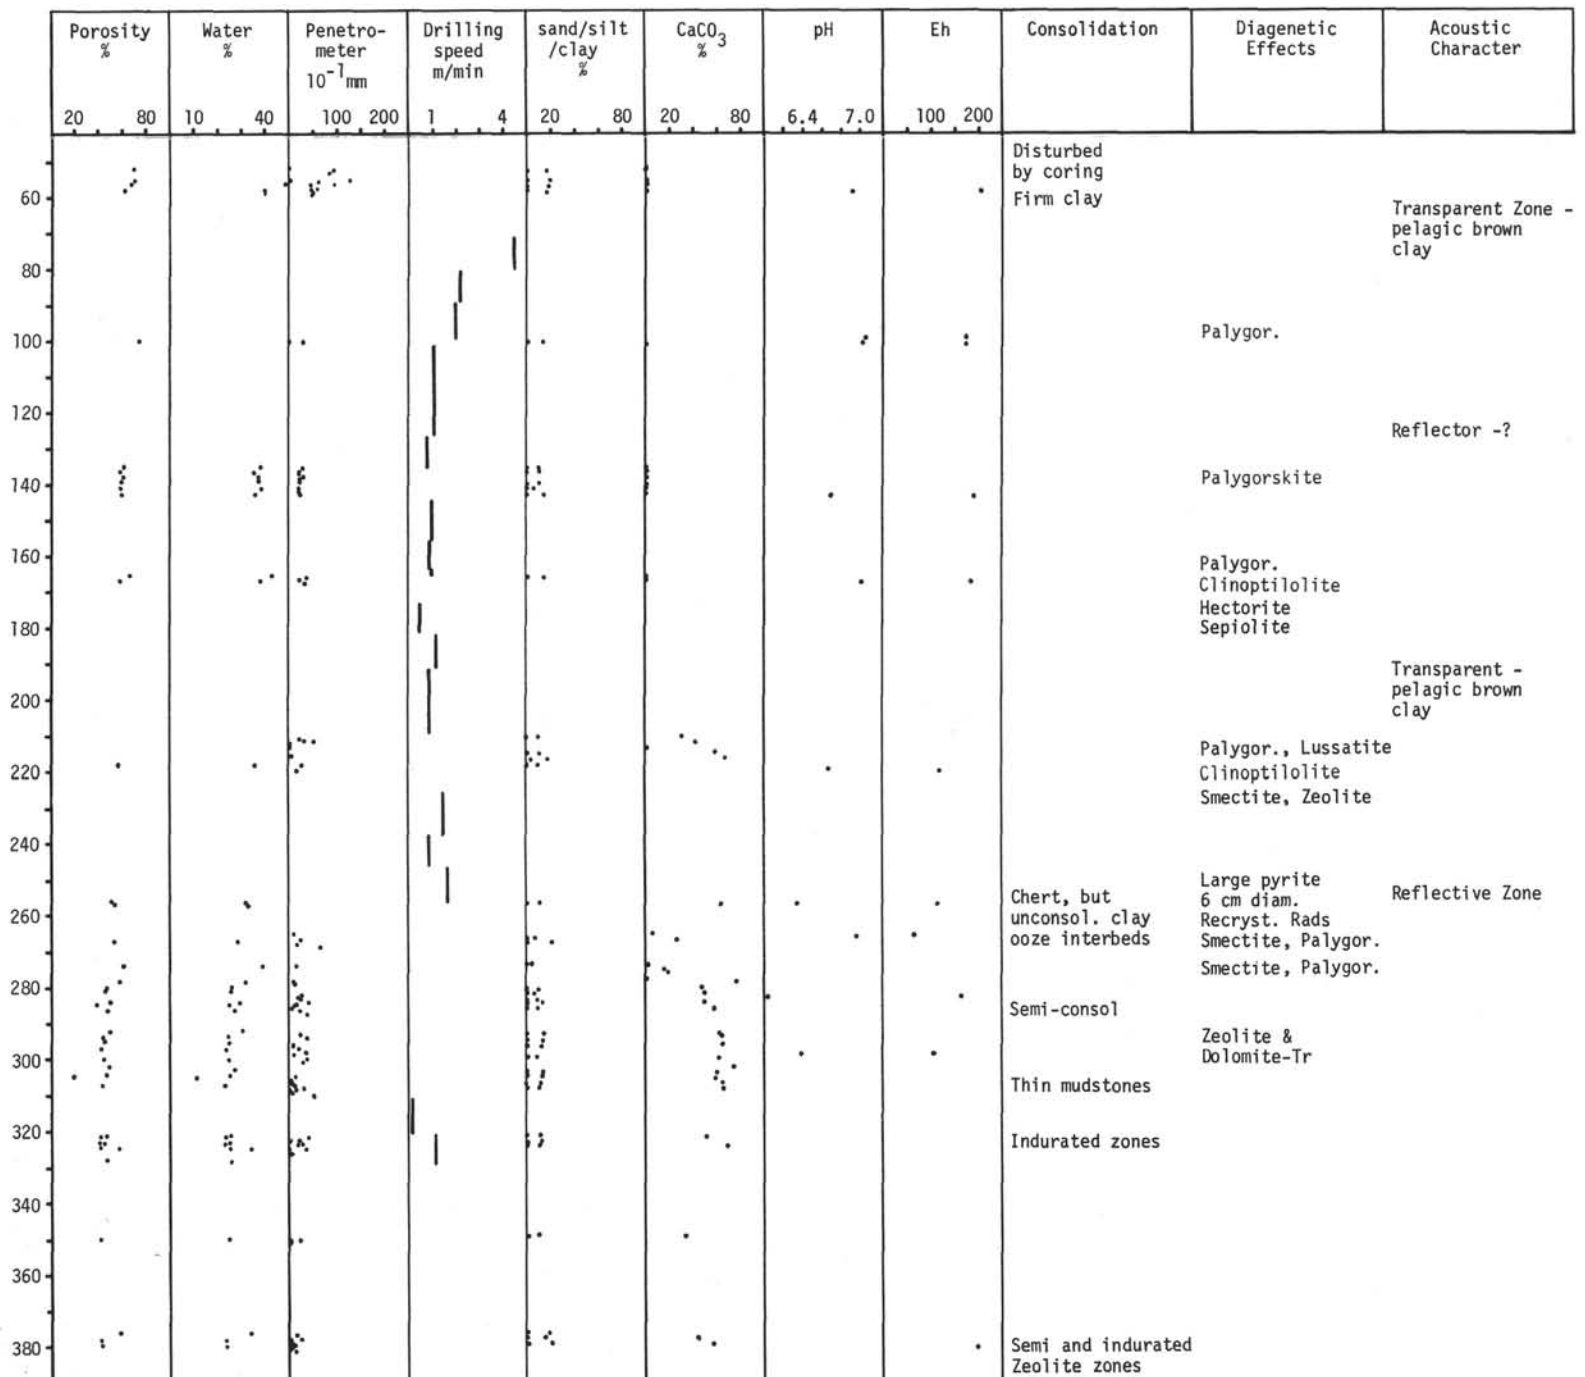 Porosity
%
20 80
Water
%
10 40
Penetro-
meter
10-1mm
100 200
Drilling
speed
m/min
1 4
sand/silt
/clay
%
20 80
CaCO3
%
20 80
pH
6.4 7.0
Eh
100 200
Consolidation
Diagenetic
Effects
Acoustic
Character
60
80
100
120
140
160
180
200
220
240
260
280
300
320
340
360
380
Disturbed
by coring
Firm clay
Chert, but
unconsol. clay
ooze interbeds
Semi-consol
Thin mudstones
Indurated zones
Semi and indurated
Zeolite zones
Palygor.
Palygorskite
Palygor.
Clinoptilolite
Hectorite
Sepiolite
Palygor., Lussatite
Clinoptilolite
Smectite, Zeolite
Large pyrite
6 cm diam.
Recryst. Rads
Smectite, Palygor.
Smectite, Palygor.
Zeolite &
Dolomite-Tr
Transparent Zone -
pelagic brown
clay
Reflector -?
Transparent -
pelagic brown
clay
Reflective Zone